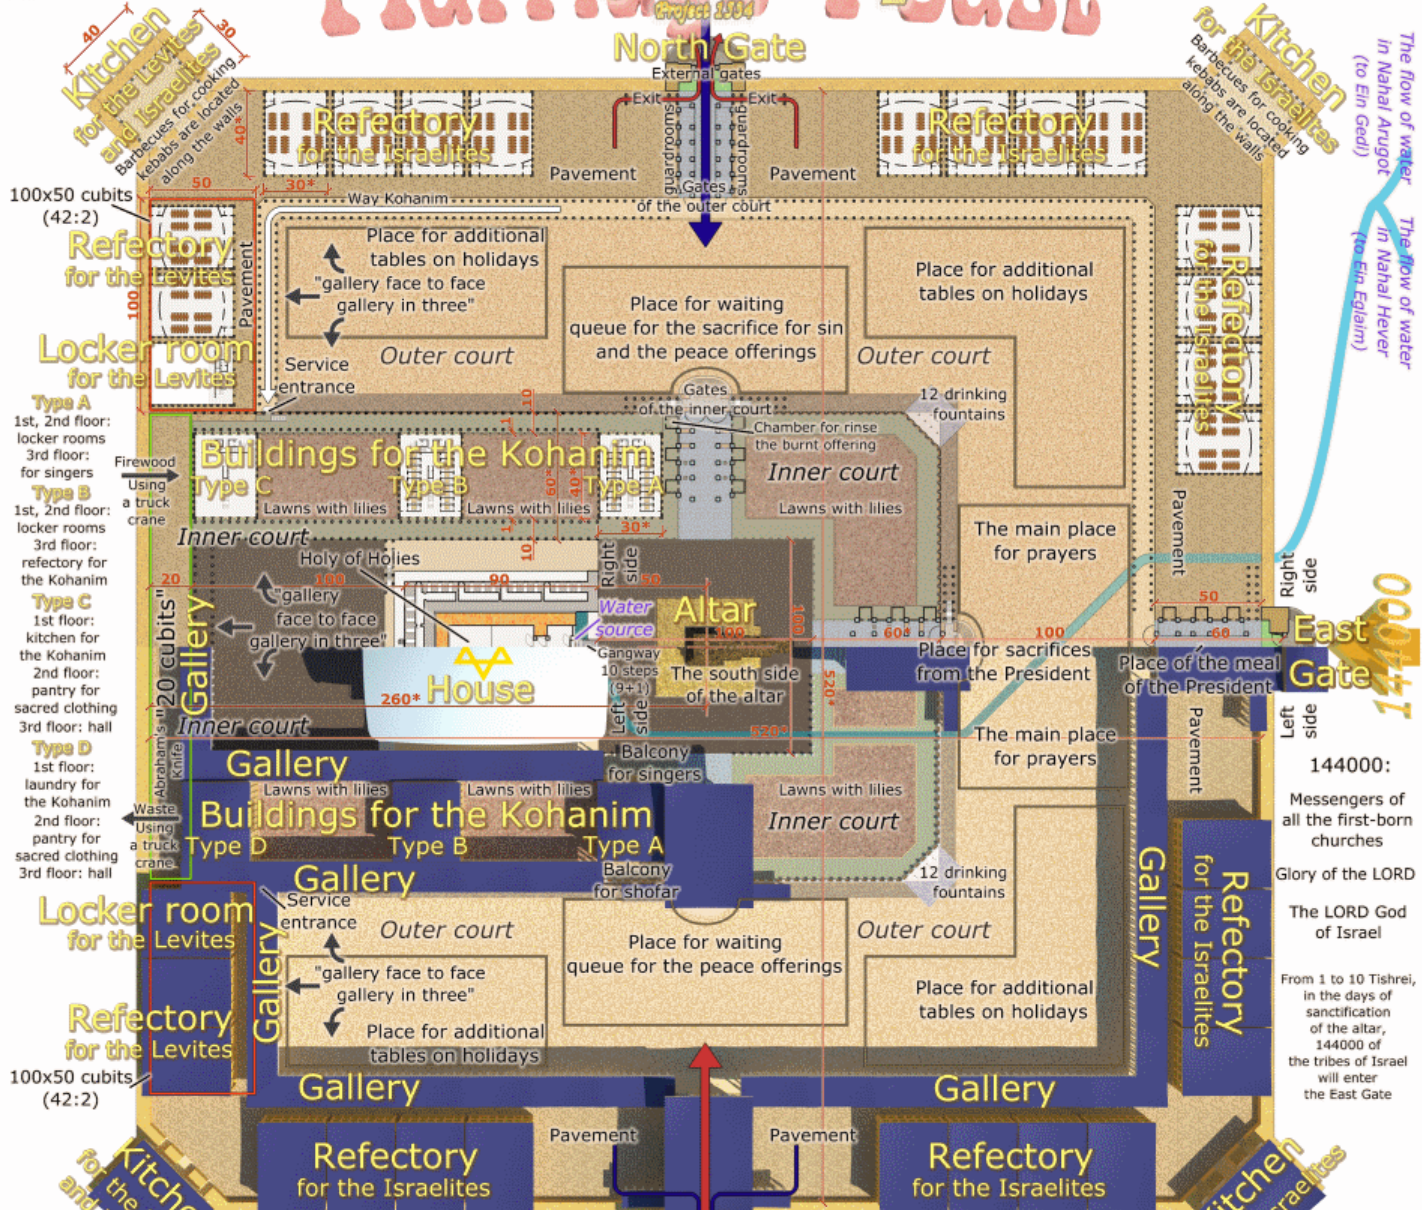 Project 1994
North Gate
External gates
Exit
Exit
guardrooms
guardrooms
40
30
Kitchen
for the Levites
and Israelites
Barbecues for cooking
kebabs are located
along the walls
Kitchen
for the Israelites
Barbecues for cooking
kebabs are located
along the walls
The flow of water
in Nahal Arugot
(to Ein Gedi)
The flow of water
in Nahal Hever
(to Ein Eglaim)
Refectory
for the Israelites
Refectory
for the Israelites
40*
50
30*
Pavement
Pavement
Gates
of the outer court
100x50 cubits
(42:2)
Way Kohanim
Refectory
for the Levites
Pavement
100
Place for additional
tables on holidays
"gallery face to face
gallery in three"
Place for waiting
queue for the sacrifice for sin
and the peace offerings
Place for additional
tables on holidays
Refectory
for the Israelites
Locker room
for the Levites
Outer court
Outer court
Service
entrance
Gates
of the inner court
12 drinking
fountains
Chamber for rinse
the burnt offering
Type A
1st, 2nd floor:
locker rooms
3rd floor:
for singers
Type B
1st, 2nd floor:
locker rooms
3rd floor:
refectory for
the Kohanim
Type C
1st floor:
kitchen for
the Kohanim
2nd floor:
pantry for
sacred clothing
3rd floor: hall
Type D
1st floor:
laundry for
the Kohanim
2nd floor:
pantry for
sacred clothing
3rd floor: hall
Firewood
Using
a truck
crane
10
1
Buildings for the Kohanim
Type C
Type B
Type A
60*
40*
Lawns with lilies
Lawns with lilies
1
30*
10
Inner court
Lawns with lilies
Pavement
The main place
for prayers
Inner court
Holy of Holies
Right
side
Right
side
20
100
90
50
50
"gallery
face to face
gallery in three"
Gallery
"20 cubits"
Water
source
Altar
100
100
60*
100
60
Gangway
10 steps
(9+1)
The south side
of the altar
Place for sacrifices
from the President
Place of the meal
of the President
East
Gate
144000
House
260*
520*
520*
Left
side
Left
side
Inner court
Abraham's
Knife
Balcony
for singers
The main place
for prayers
Pavement
Gallery
Lawns with lilies
Lawns with lilies
Lawns with lilies
Waste
Using
a truck
crane
Buildings for the Kohanim
Type D
Type B
Type A
Inner court
Gallery
Balcony
for shofar
12 drinking
fountains
144000:
Messengers of
all the first-born
churches
Glory of the LORD
The LORD God
of Israel
From 1 to 10 Tishrei,
in the days of
sanctification
of the altar,
144000 of
the tribes of Israel
will enter
the East Gate
Locker room
for the Levites
Service
entrance
Outer court
Outer court
Gallery
Place for waiting
queue for the peace offerings
"gallery face to face
gallery in three"
Place for additional
tables on holidays
Place for additional
tables on holidays
Gallery
Refectory
for the Israelites
Refectory
for the Levites
100x50 cubits
(42:2)
Gallery
Gallery
Pavement
Pavement
Refectory
for the Israelites
Refectory
for the Israelites
Kitchen
for the
and
Kitchen